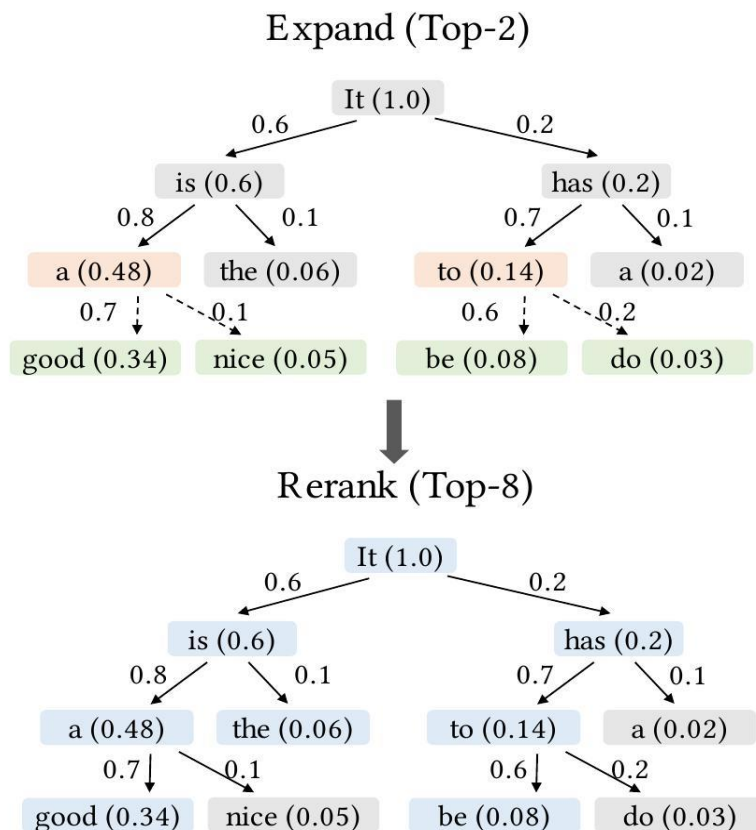 Expand (Top-2)
It (1.0)
0.6 0.2
is (0.6) has (0.2)
0.8 0.1 0.7 0.1
a (0.48) the (0.06) to (0.14) a (0.02)
0.7 0.1 0.6 0.2
good (0.34) nice (0.05) be (0.08) do (0.03)
Rerank (Top-8)
It (1.0)
0.6 0.2
is (0.6) has (0.2)
0.8 0.1 0.7 0.1
a (0.48) the (0.06) to (0.14) a (0.02)
0.7 0.1 0.6 0.2
good (0.34) nice (0.05) be (0.08) do (0.03)